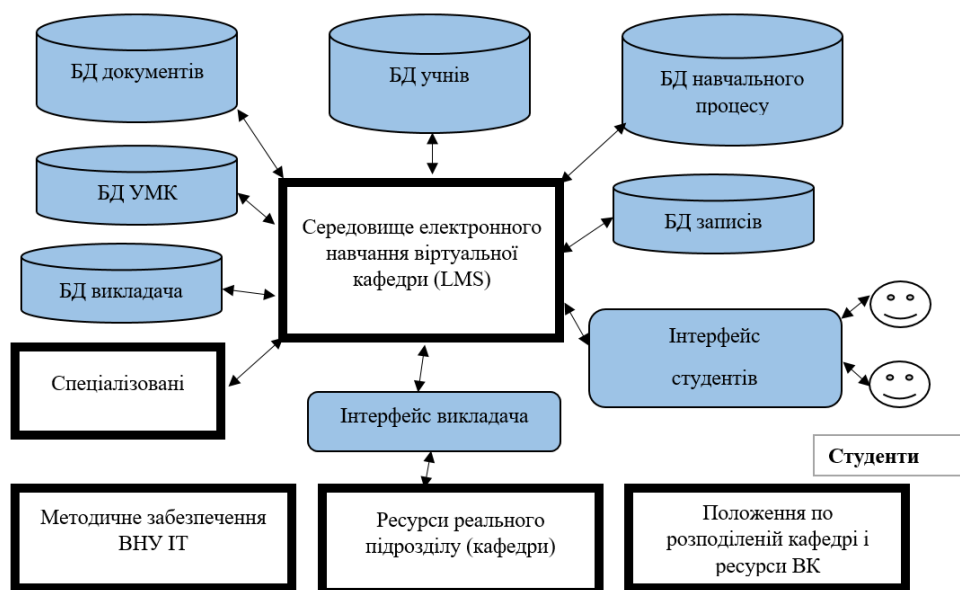 БД документів
БД учнів
БД навчального
процесу
БД УМК
БД записів
БД викладача
Середовище електронного
навчання віртуальної
кафедри (LMS)
Спеціалізовані
Інтерфейс викладача
Інтерфейс
студентів
Студенти
Методичне забезпечення
ВНУ ІТ
Ресурси реального
підрозділу (кафедри)
Положення по
розподіленій кафедрі і
ресурси ВК